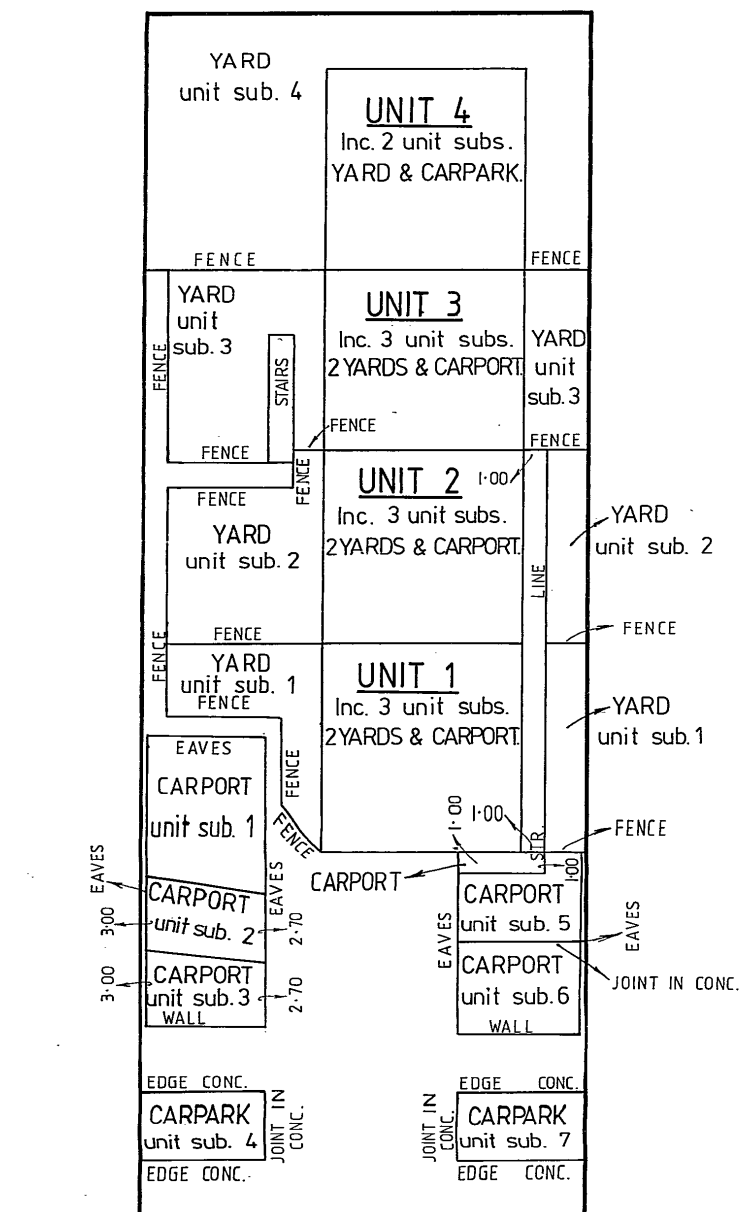 YARD
unit sub. 4
UNIT 4
Inc. 2 unit subs.
YARD & CARPARK.
FENCE
FENCE
YARD
unit
sub. 3
FENCE
STAIRS
UNIT 3
Inc. 3 unit subs.
2 YARDS & CARPORT.
YARD
unit
sub. 3
FENCE
FENCE
FENCE
FENCE
FENCE
UNIT 2
1·00
Inc. 3 unit subs.
2 YARDS & CARPORT.
YARD
unit sub. 2
YARD
unit sub. 2
LINE
FENCE
FENCE
FENCE
YARD
unit sub. 1
FENCE
UNIT 1
Inc. 3 unit subs.
2 YARDS & CARPORT.
YARD
unit sub. 1
FENCE
FENCE
EAVES
CARPORT
unit sub. 1
1·00
1·00
STR.
FENCE
1·00
CARPORT
EAVES
CARPORT
unit sub. 2
EAVES
3·00
2·70
CARPORT
unit sub. 5
EAVES
EAVES
JOINT IN CONC.
CARPORT
unit sub. 3
3·00
2·70
WALL
CARPORT
unit sub. 6
WALL
EDGE CONC.
CARPARK
unit sub. 4
JOINT IN
CONC.
EDGE CONC.
EDGE CONC.
JOINT IN
CONC.
CARPARK
unit sub. 7
EDGE CONC.